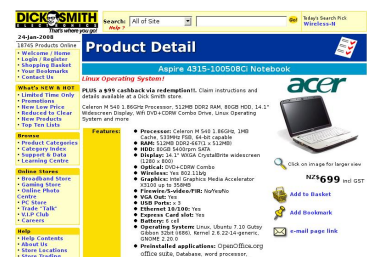 DICK SMITH
ELECTRONICS
That's where you go!
Search: All of Site
Help ?
Go!
Today's Search Pick
Wireless-N
24-Jan-2008
18745 Products Online
Welcome / Home
Login / Register
Shopping Basket
Your Bookmarks
Contact Us
What's NEW & HOT
Limited Time Only
Promotions
New Low Price
Reduced to Clear
New Products
Top Ten Lists
Browse
Product Categories
Category Index
Support & Data
Learning Centre
Online Stores
Broadband Store
Gaming Store
Online Photo Centre
PC Store
Trade "Talk"
V.I.P Club
Careers
Help
Help Contents
About Us
Store Locations
Store Trading
Product Detail
Aspire 4315-100508Ci Notebook
Linux Operating System!
PLUS a $99 cashback via redemption!!. Claim instructions and
details available at a Dick Smith store.
Celeron M 540 1.86GHz Processor, 512MB DDR2 RAM, 80GB HDD, 14.1"
Widescreen Display, With DVD+CDRW Combo Drive, Linux Operating
System and more
Features:
Processor: Celeron M 540 1.86GHz, 1MB
Cache, 533MHz FSB, 64-bit capable
RAM: 512MB DDR2-667(1 x 512MB)
HDD: 80GB 5400rpm SATA
Display: 14.1" WXGA CrystalBrite widescreen
(1280 x 800)
Optical: DVD+CDRW Combo
Wireless: Yes 802.11b/g
Graphics: Intel Graphics Media Accelerator
X3100 up to 358MB
Firewire/S-video/FIR: No/Yes/No
VGA Out: Yes
USB Ports: x 3
Ethernet 10/100: Yes
Express Card slot: Yes
Battery: 6 cell
Operating System: Linux, Ubuntu 7.10 Gutsy
Gibbon 32bit (i686), Kernel 2.6.22-14-generic,
GNOME 2.20.0
Preinstalled applications: OpenOffice.org
office suite, Database, word processor,
acer
Click on image for larger view
NZ$699 incl GST
Add to Basket
Add Bookmark
e-mail page link